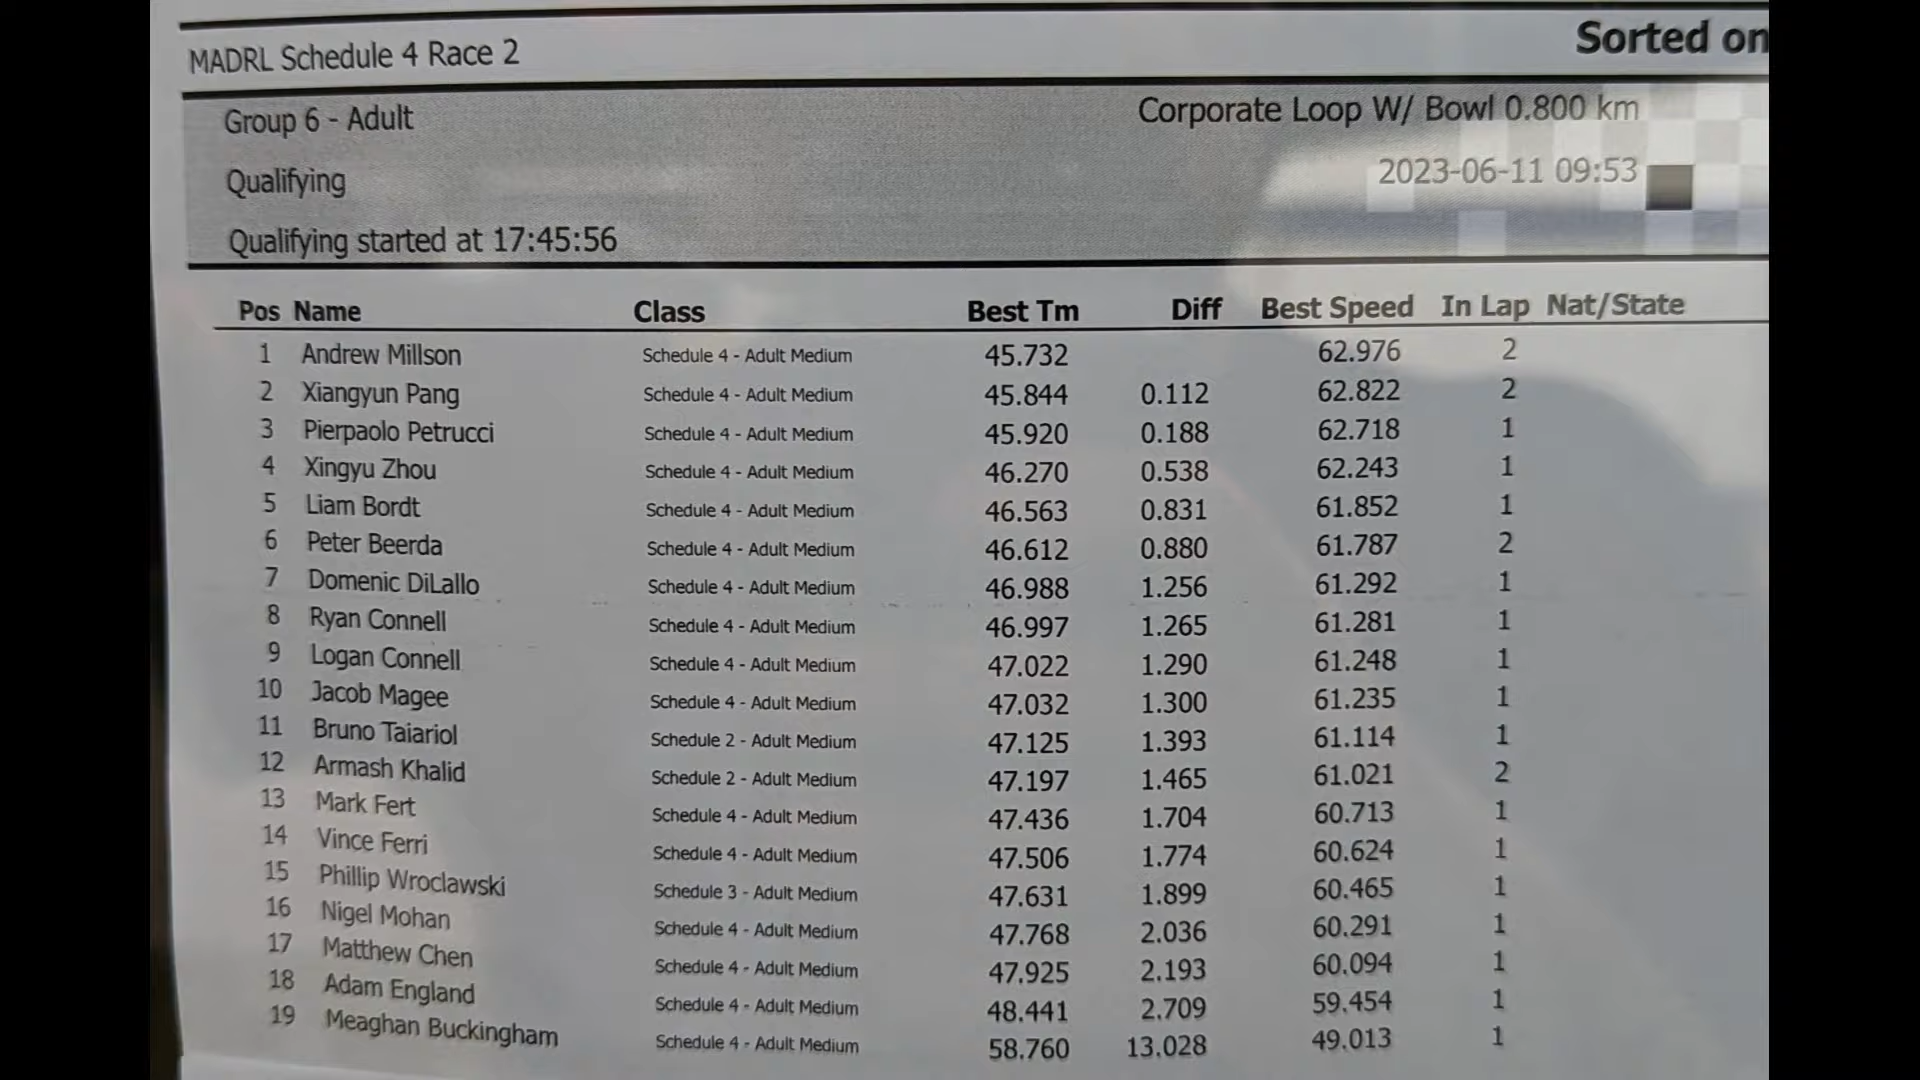 Sorted on
MADRL Schedule 4 Race 2
Group 6 - Adult Corporate Loop W/ Bowl 0.800 km
Qualifying 2023-06-11 09:53
Qualifying started at 17:45:56
Pos Name Class Best Tm Diff Best Speed In Lap Nat/State
1 Andrew Millson Schedule 4 - Adult Medium 45.732 62.976 2
2 Xiangyun Pang Schedule 4 - Adult Medium 45.844 0.112 62.822 2
3 Pierpaolo Petrucci Schedule 4 - Adult Medium 45.920 0.188 62.718 1
4 Xingyu Zhou Schedule 4 - Adult Medium 46.270 0.538 62.243 1
5 Liam Bordt Schedule 4 - Adult Medium 46.563 0.831 61.852 1
6 Peter Beerda Schedule 4 - Adult Medium 46.612 0.880 61.787 2
7 Domenic DiLallo Schedule 4 - Adult Medium 46.988 1.256 61.292 1
8 Ryan Connell Schedule 4 - Adult Medium 46.997 1.265 61.281 1
9 Logan Connell Schedule 4 - Adult Medium 47.022 1.290 61.248 1
10 Jacob Magee Schedule 4 - Adult Medium 47.032 1.300 61.235 1
11 Bruno Taiariol Schedule 2 - Adult Medium 47.125 1.393 61.114 1
12 Armash Khalid Schedule 2 - Adult Medium 47.197 1.465 61.021 2
13 Mark Fert Schedule 4 - Adult Medium 47.436 1.704 60.713 1
14 Vince Ferri Schedule 4 - Adult Medium 47.506 1.774 60.624 1
15 Phillip Wroclawski Schedule 3 - Adult Medium 47.631 1.899 60.465 1
16 Nigel Mohan Schedule 4 - Adult Medium 47.768 2.036 60.291 1
17 Matthew Chen Schedule 4 - Adult Medium 47.925 2.193 60.094 1
18 Adam England Schedule 4 - Adult Medium 48.441 2.709 59.454 1
19 Meaghan Buckingham Schedule 4 - Adult Medium 58.760 13.028 49.013 1